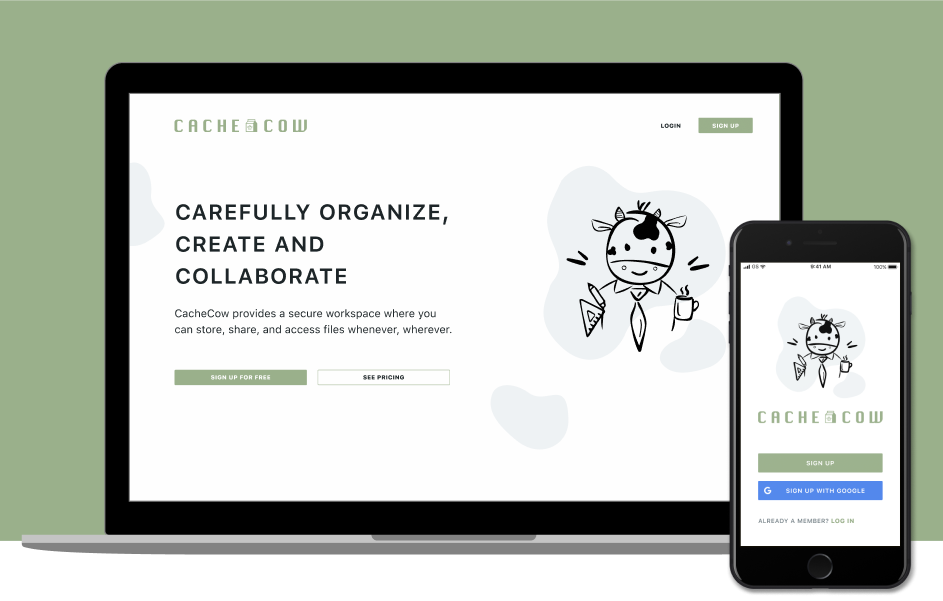 CACHE COW
LOGIN
SIGN UP
CAREFULLY ORGANIZE,
CREATE AND
COLLABORATE
CacheCow provides a secure workspace where you
can store, share, and access files whenever, wherever.
SIGN UP FOR FREE
SEE PRICING
GS
9:41 AM
100%
CACHE COW
SIGN UP
G SIGN UP WITH GOOGLE
ALREADY A MEMBER? LOG IN